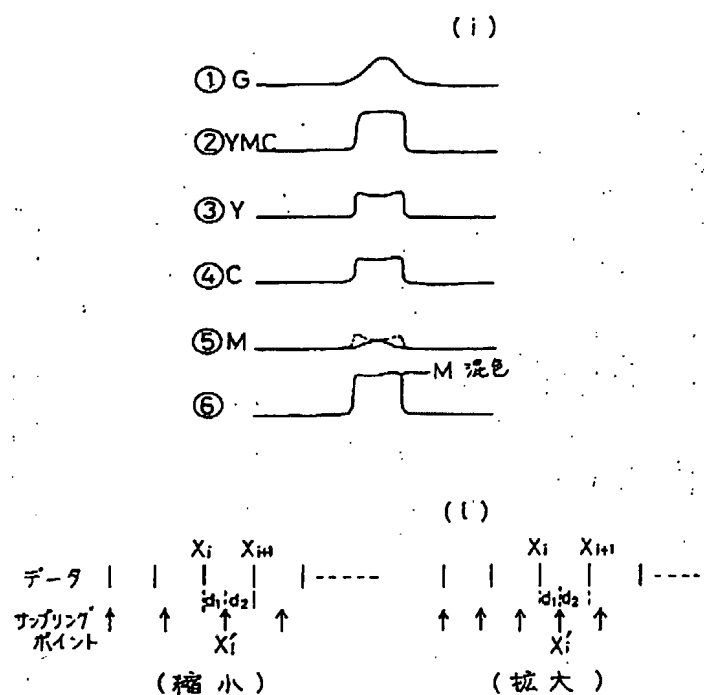 (i)
① G
② YMC
③ Y
④ C
⑤ M
M 混色
⑥
(l)
Xi Xi+1 Xi Xi+1
データ
d1 d2 d1 d2
サンプリング
ポイント
Xi' Xi'
(縮小) (拡大)